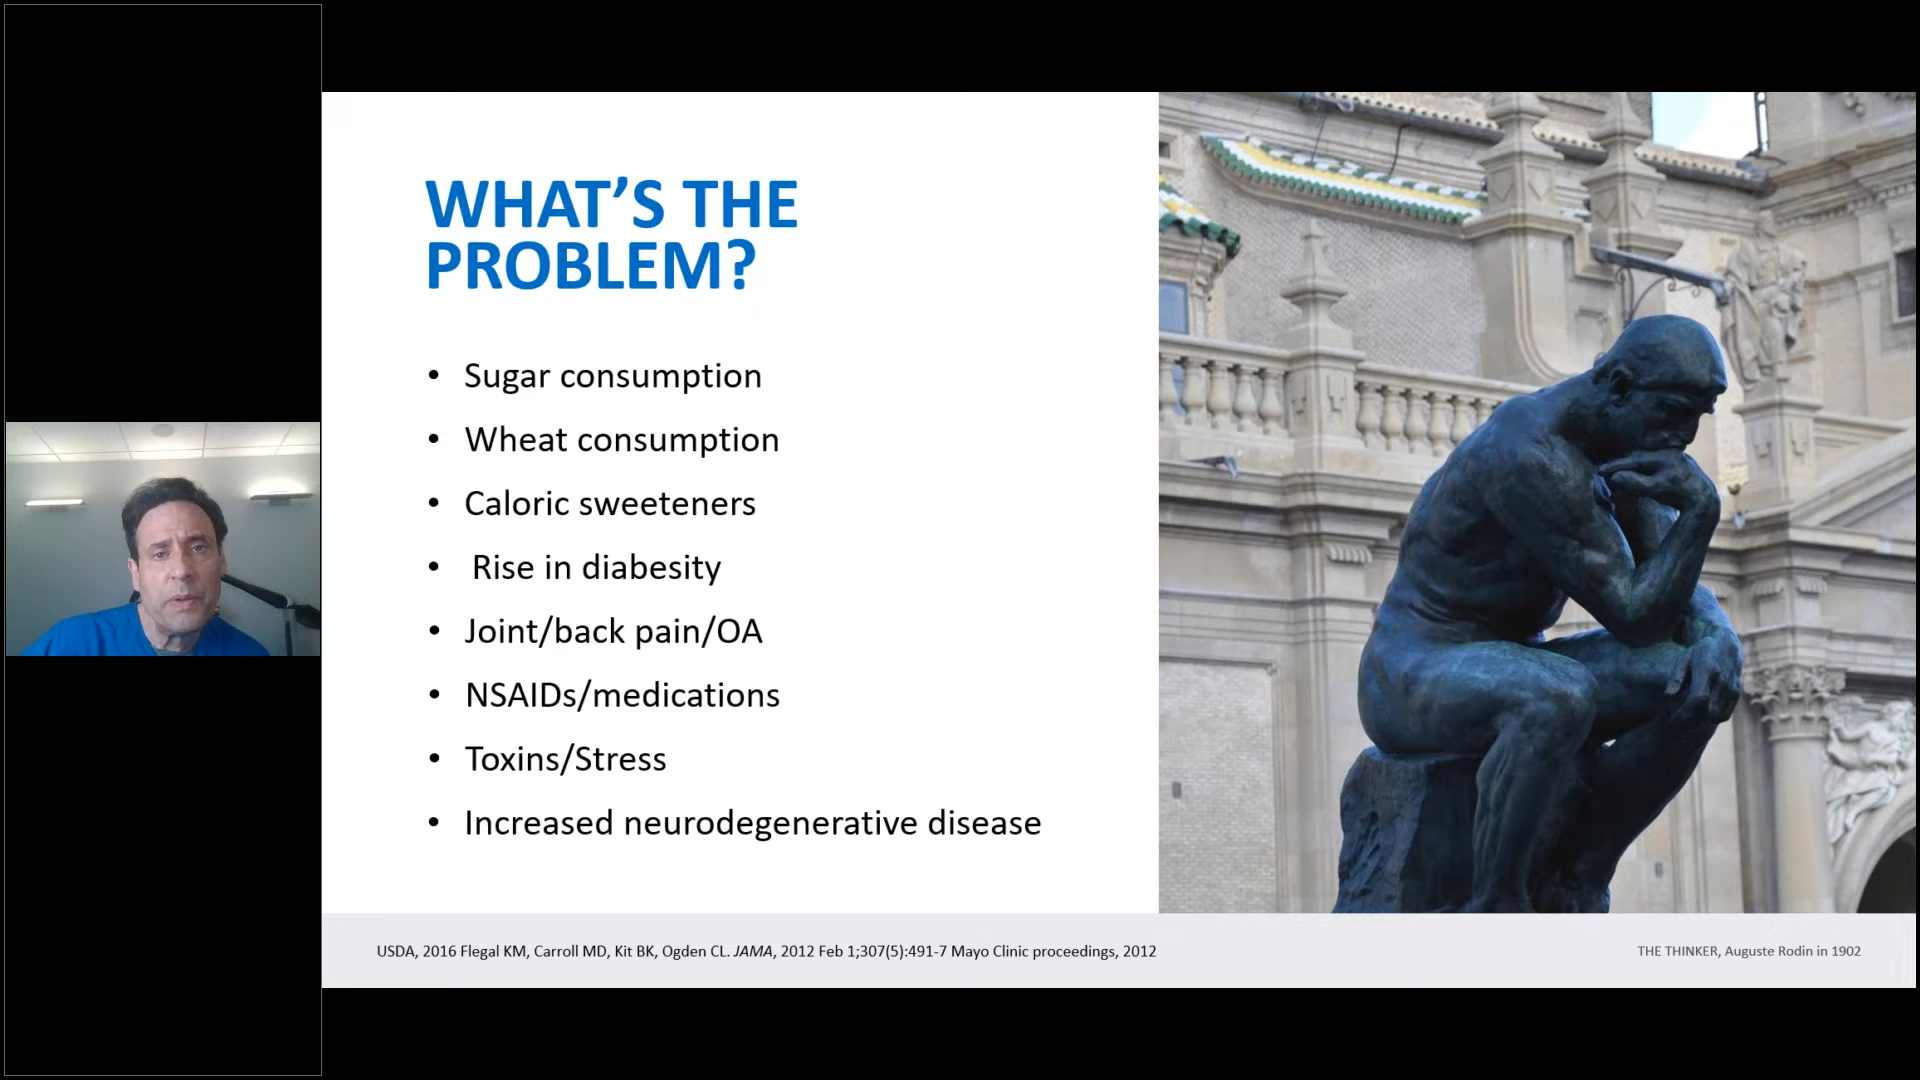 WHAT’S THE
PROBLEM?
• Sugar consumption
• Wheat consumption
• Caloric sweeteners
• Rise in diabesity
• Joint/back pain/OA
• NSAIDs/medications
• Toxins/Stress
• Increased neurodegenerative disease
USDA, 2016 Flegal KM, Carroll MD, Kit BK, Ogden CL. JAMA, 2012 Feb 1;307(5):491-7 Mayo Clinic proceedings, 2012
THE THINKER, Auguste Rodin in 1902